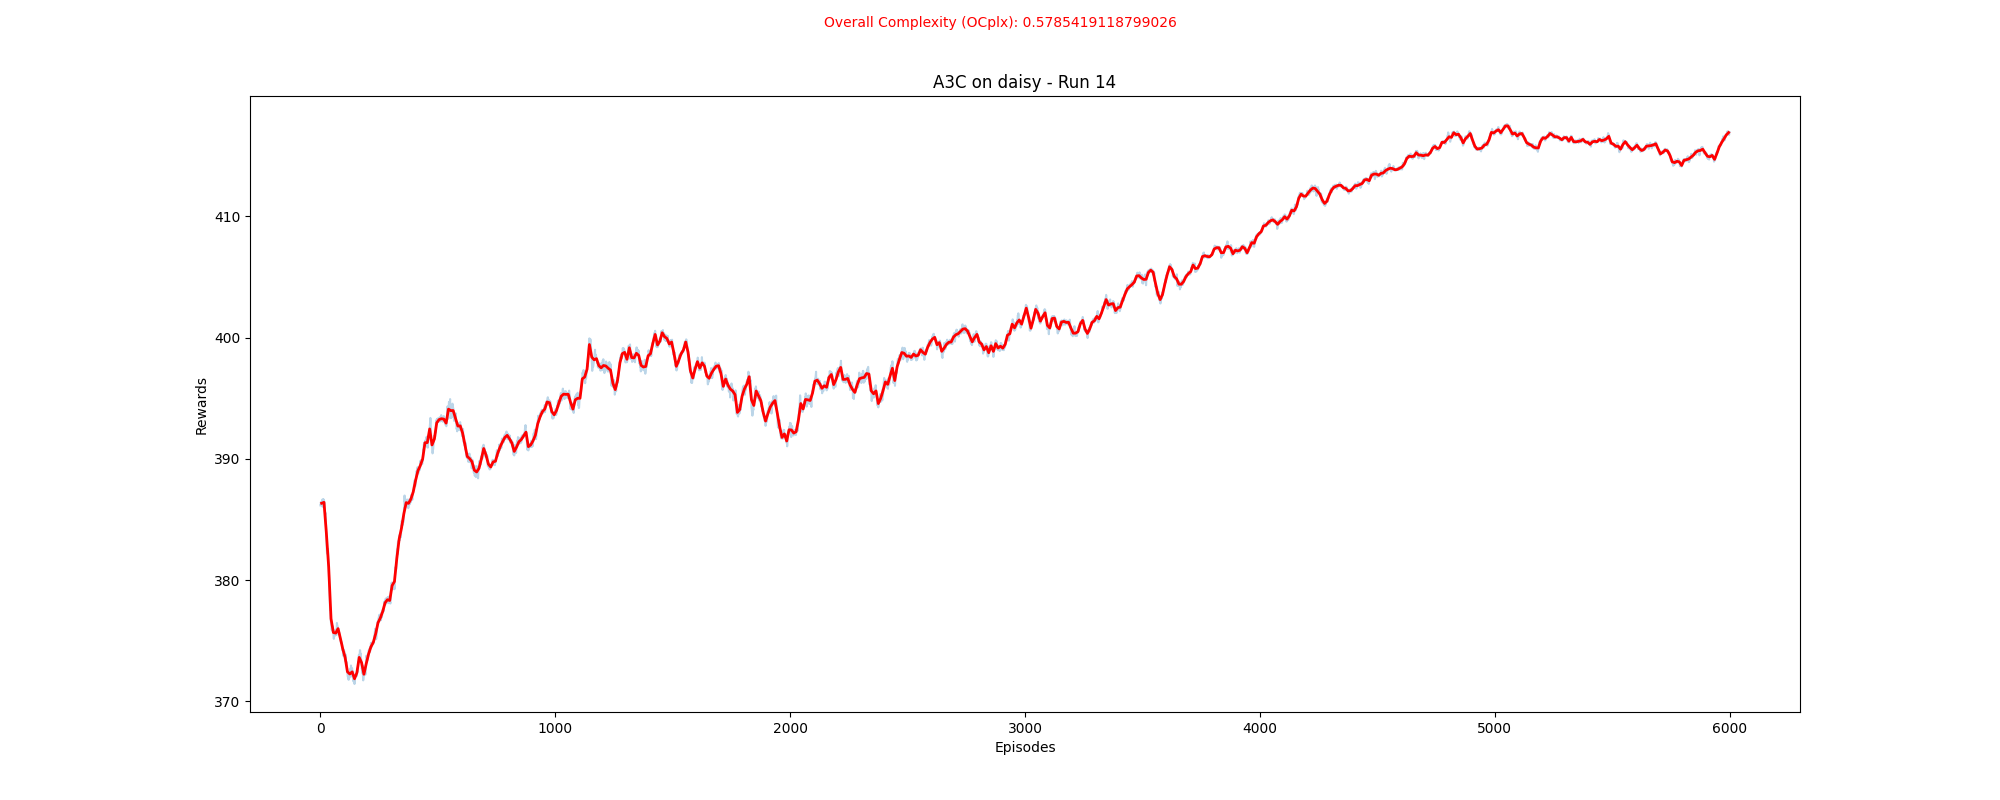 Overall Complexity (OCplx): 0.5785419118799026
A3C on daisy - Run 14
Rewards
410
400
390
380
370
0 1000 2000 3000 4000 5000 6000
Episodes